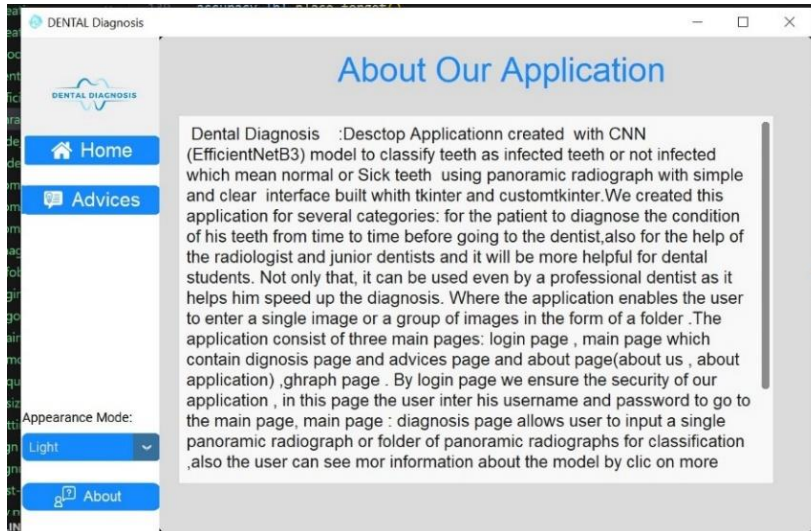 accuracy_lbl.place_forget()
DENTAL Diagnosis
About Our Application
DENTAL DIAGNOSIS
Home
Advices
Dental Diagnosis :Desctop Applicationn created with CNN
(EfficientNetB3) model to classify teeth as infected teeth or not infected
which mean normal or Sick teeth using panoramic radiograph with simple
and clear interface built whith tkinter and customtkinter.We created this
application for several categories: for the patient to diagnose the condition
of his teeth from time to time before going to the dentist,also for the help of
the radiologist and junior dentists and it will be more helpful for dental
students. Not only that, it can be used even by a professional dentist as it
helps him speed up the diagnosis. Where the application enables the user
to enter a single image or a group of images in the form of a folder .The
application consist of three main pages: login page , main page which
contain dignosis page and advices page and about page(about us , about
application) ,ghraph page . By login page we ensure the security of our
application , in this page the user inter his username and password to go to
the main page, main page : diagnosis page allows user to input a single
panoramic radiograph or folder of panoramic radiographs for classification
,also the user can see mor information about the model by clic on more
Appearance Mode:
Light
About